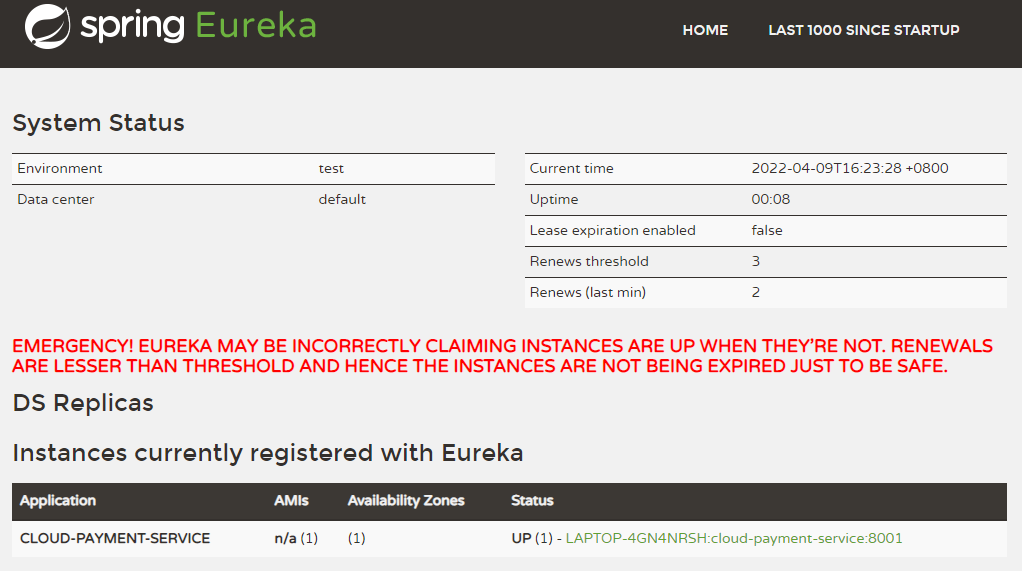 spring Eureka HOME LAST 1000 SINCE STARTUP
System Status
Environment test Current time 2022-04-09T16:23:28 +0800
Data center default Uptime 00:08
Lease expiration enabled false
Renews threshold 3
Renews (last min) 2
EMERGENCY! EUREKA MAY BE INCORRECTLY CLAIMING INSTANCES ARE UP WHEN THEY'RE NOT. RENEWALS
ARE LESSER THAN THRESHOLD AND HENCE THE INSTANCES ARE NOT BEING EXPIRED JUST TO BE SAFE.
DS Replicas
Instances currently registered with Eureka
Application AMIs Availability Zones Status
CLOUD-PAYMENT-SERVICE n/a (1) (1) UP (1) - LAPTOP-4GN4NRSH:cloud-payment-service:8001